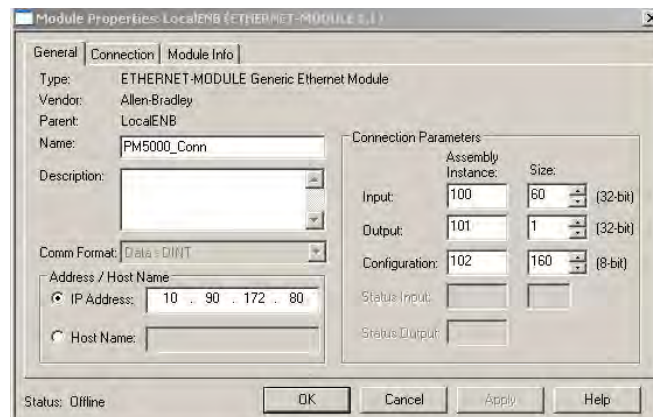 Module Properties: LocalENB (ETHERNET-MODULE 1.1)
General Connection Module Info
Type: ETHERNET-MODULE Generic Ethernet Module
Vendor: Allen-Bradley
Parent: LocalENB
Name: PM5000_Conn
Description:
Comm Format: Data - DINT
Address / Host Name
IP Address: 10 . 90 . 172 . 80
Host Name:
Connection Parameters
Assembly Instance: Size:
Input: 100 60 (32-bit)
Output: 101 1 (32-bit)
Configuration: 102 160 (8-bit)
Status Input:
Status Output:
Status: Offline
OK Cancel Apply Help